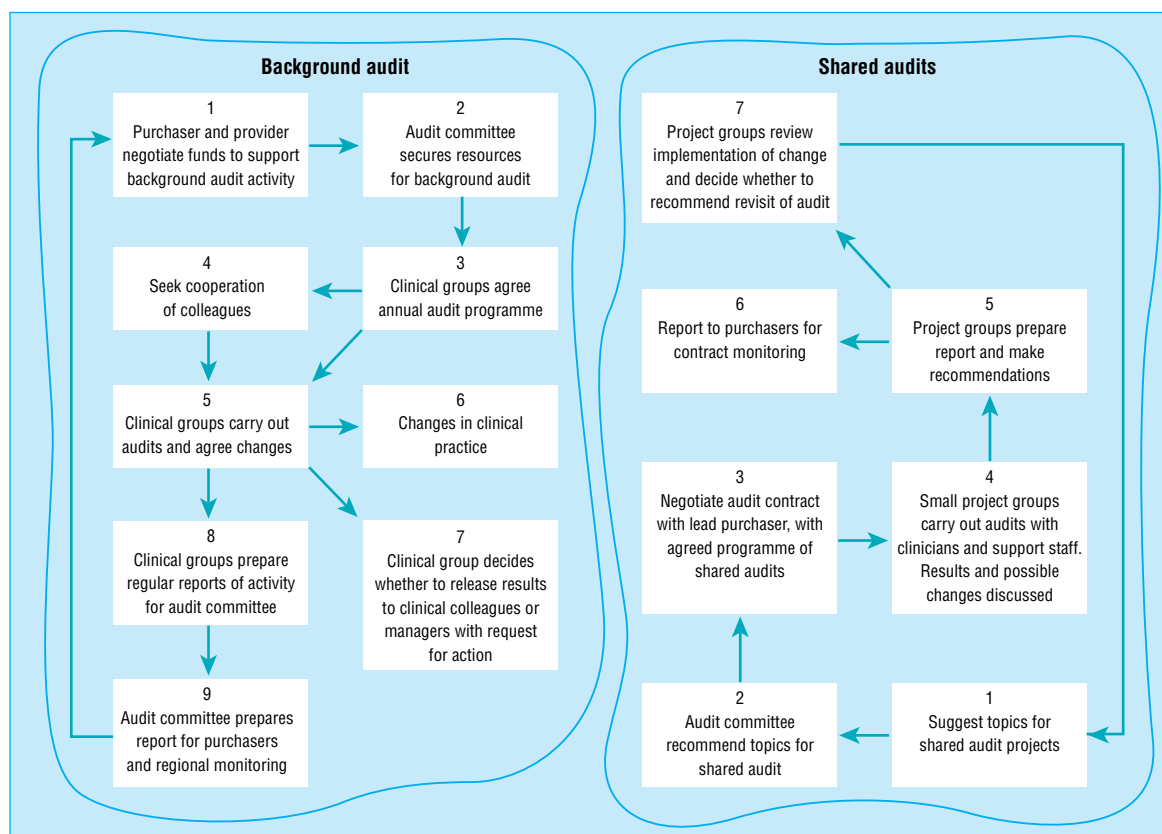 Background audit
1
Purchaser and provider
negotiate funds to support
background audit activity
2
Audit committee
secures resources
for background audit
4
Seek cooperation
of colleagues
3
Clinical groups agree
annual audit programme
5
Clinical groups carry out
audits and agree changes
6
Changes in clinical
practice
8
Clinical groups prepare
regular reports of activity
for audit committee
7
Clinical group decides
whether to release results
to clinical colleagues or
managers with request
for action
9
Audit committee prepares
report for purchasers
and regional monitoring
Shared audits
7
Project groups review
implementation of change
and decide whether to
recommend revisit of audit
6
Report to purchasers for
contract monitoring
5
Project groups prepare
report and make
recommendations
3
Negotiate audit contract
with lead purchaser, with
agreed programme of
shared audits
4
Small project groups
carry out audits with
clinicians and support staff.
Results and possible
changes discussed
2
Audit committee
recommend topics for
shared audit
1
Suggest topics for
shared audit projects